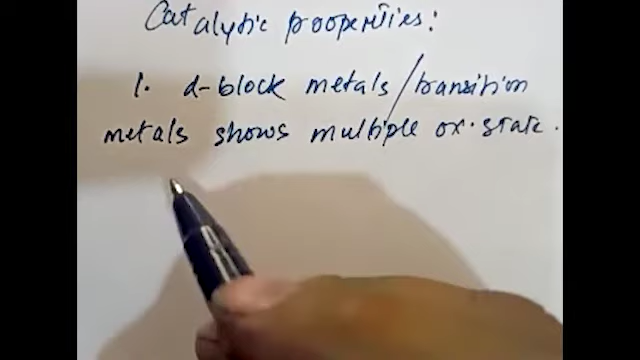 Catalytic properties:
1. d-block metals/transition
metals shows multiple ox. state.